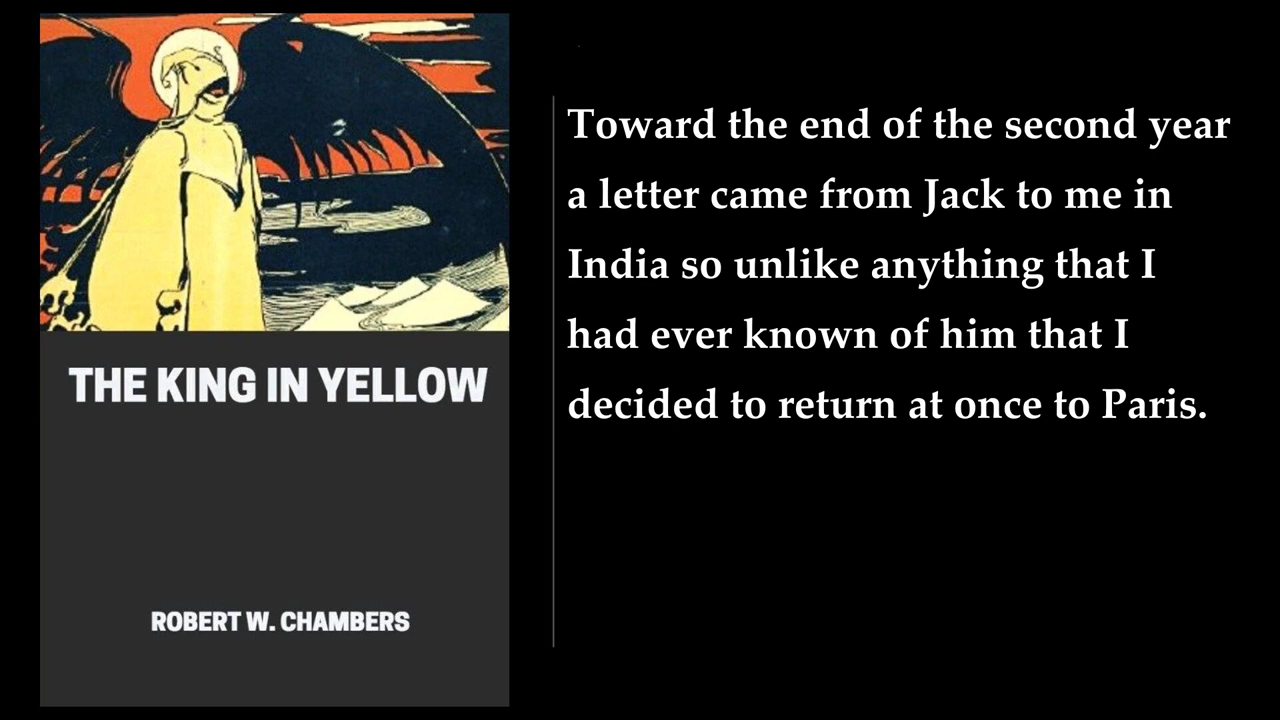 THE KING IN YELLOW
ROBERT W. CHAMBERS
Toward the end of the second year
a letter came from Jack to me in
India so unlike anything that I
had ever known of him that I
decided to return at once to Paris.